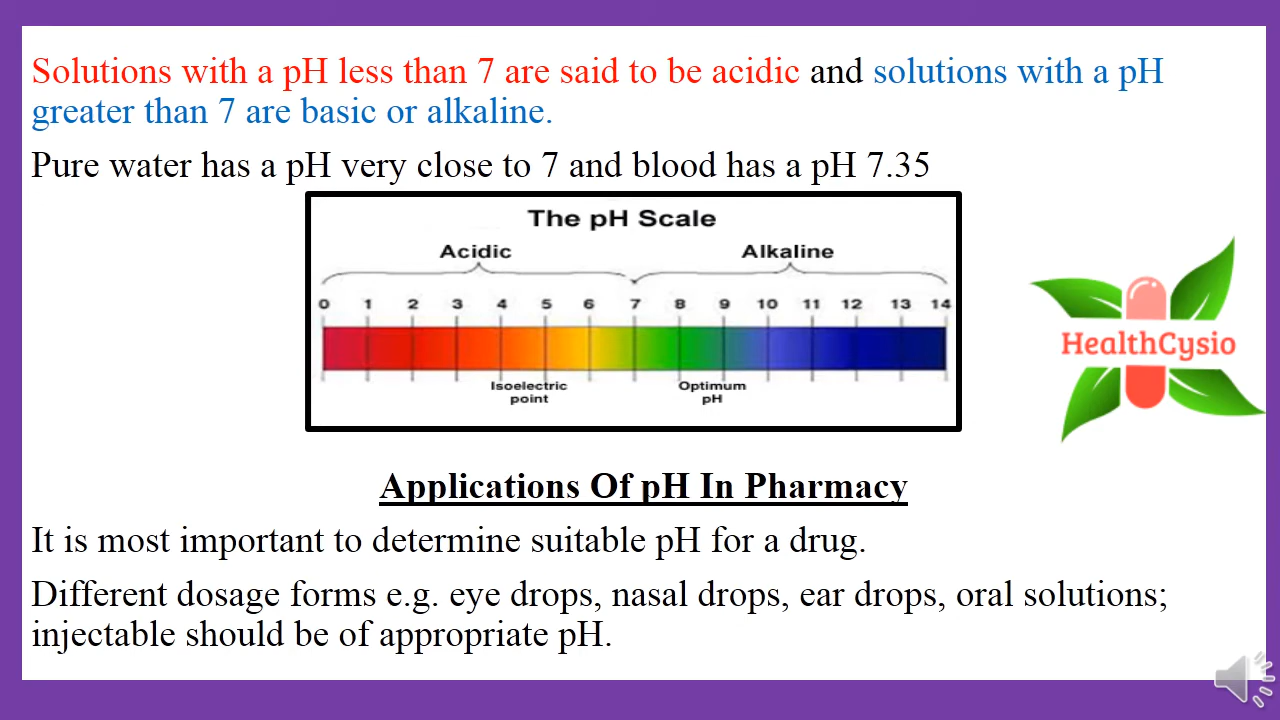 Solutions with a pH less than 7 are said to be acidic and solutions with a pH
greater than 7 are basic or alkaline.
Pure water has a pH very close to 7 and blood has a pH 7.35
The pH Scale
Acidic Alkaline
0 1 2 3 4 5 6 7 8 9 10 11 12 13 14
Isoelectric point
Optimum pH
HealthCysio
Applications Of pH In Pharmacy
It is most important to determine suitable pH for a drug.
Different dosage forms e.g. eye drops, nasal drops, ear drops, oral solutions;
injectable should be of appropriate pH.